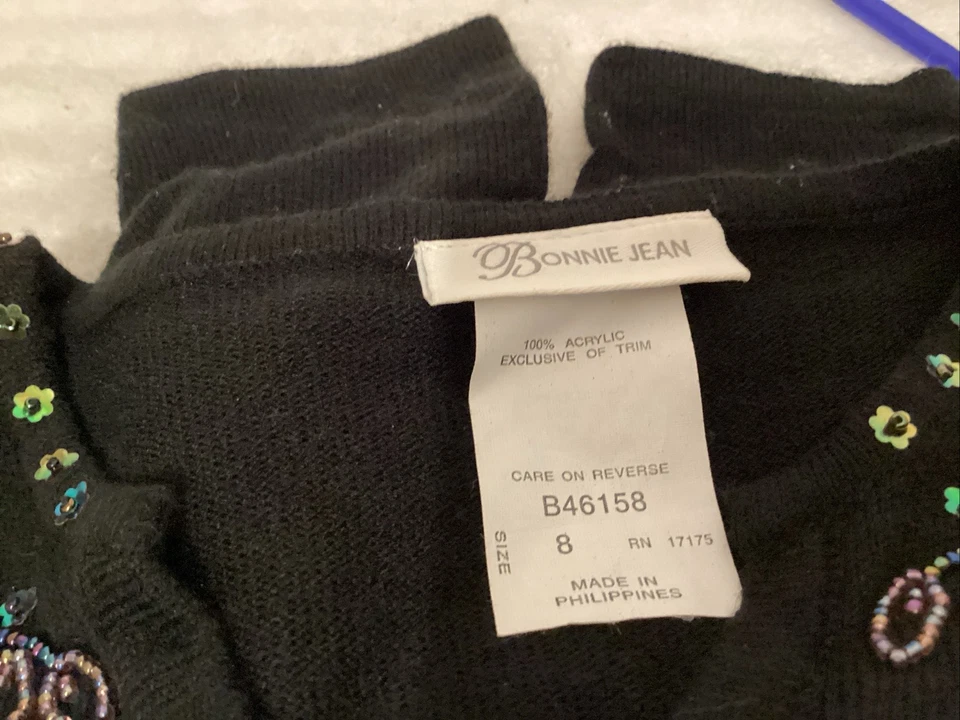 BONNIE JEAN
100% ACRYLIC
EXCLUSIVE OF TRIM
CARE ON REVERSE
B46158
SIZE 8 RN 17175
MADE IN
PHILIPPINES